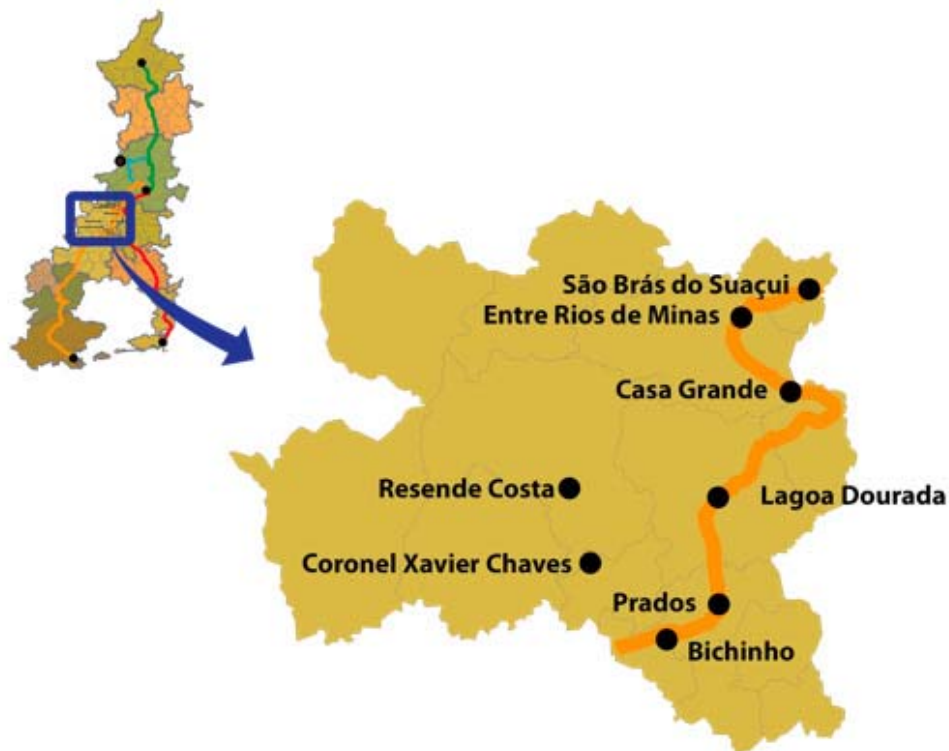 São Brás do Suaçui
Entre Rios de Minas
Casa Grande
Resende Costa
Lagoa Dourada
Coronel Xavier Chaves
Prados
Bichinho